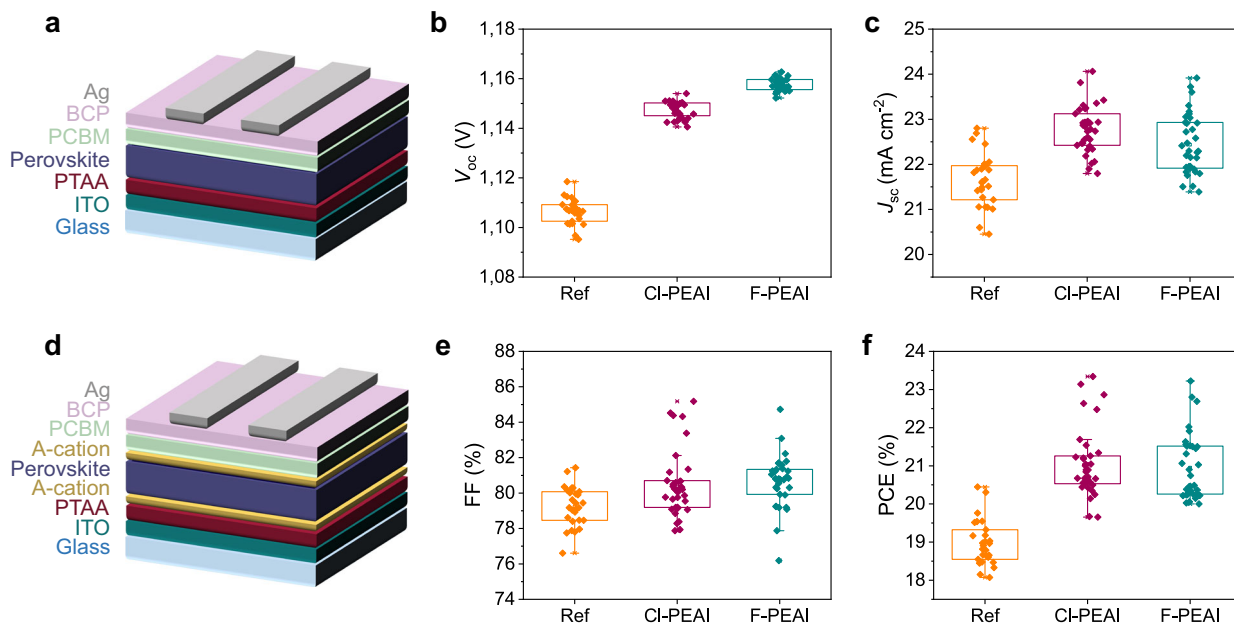 a
Ag
BCP
PCBM
Perovskite
PTAA
ITO
Glass
b
1,18
1,16
1,14
1,12
1,10
1,08
Voc (V)
Ref
Cl-PEAI
F-PEAI
c
25
24
23
22
21
20
Jsc (mA cm-2)
Ref
Cl-PEAI
F-PEAI
d
Ag
BCP
PCBM
A-cation
Perovskite
A-cation
PTAA
ITO
Glass
e
88
86
84
82
80
78
76
74
FF (%)
Ref
Cl-PEAI
F-PEAI
f
24
23
22
21
20
19
18
PCE (%)
Ref
Cl-PEAI
F-PEAI